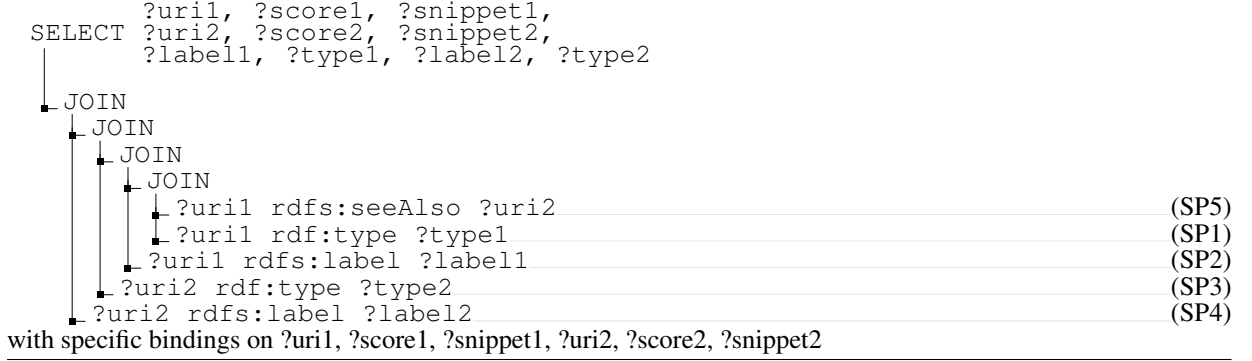 ?uri1, ?score1, ?snippet1,
SELECT ?uri2, ?score2, ?snippet2,
?label1, ?type1, ?label2, ?type2
JOIN
JOIN
JOIN
JOIN
?uri1 rdfs:seeAlso ?uri2 (SP5)
?uri1 rdf:type ?type1 (SP1)
?uri1 rdfs:label ?label1 (SP2)
?uri2 rdf:type ?type2 (SP3)
?uri2 rdfs:label ?label2 (SP4)
with specific bindings on ?uri1, ?score1, ?snippet1, ?uri2, ?score2, ?snippet2